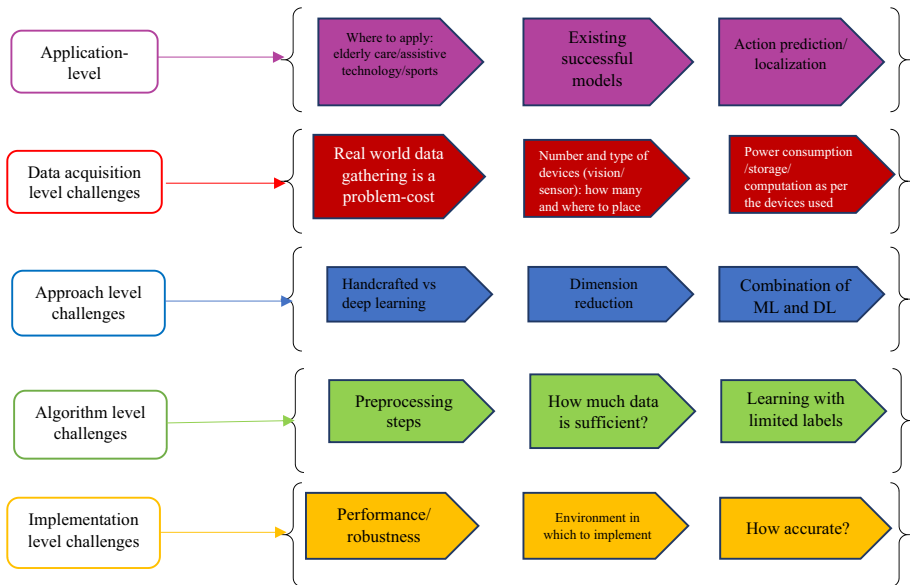 Application-
level
Where to apply:
elderly care/assistive
technology/sports
Existing
successful
models
Action prediction/
localization
Data acquisition
level challenges
Real world data
gathering is a
problem-cost
Number and type of
devices (vision/
sensor): how many
and where to place
Power consumption
/storage/
computation as per
the devices used
Approach level
challenges
Handcrafted vs
deep learning
Dimension
reduction
Combination of
ML and DL
Algorithm level
challenges
Preprocessing
steps
How much data
is sufficient?
Learning with
limited labels
Implementation
level challenges
Performance/
robustness
Environment in
which to implement
How accurate?